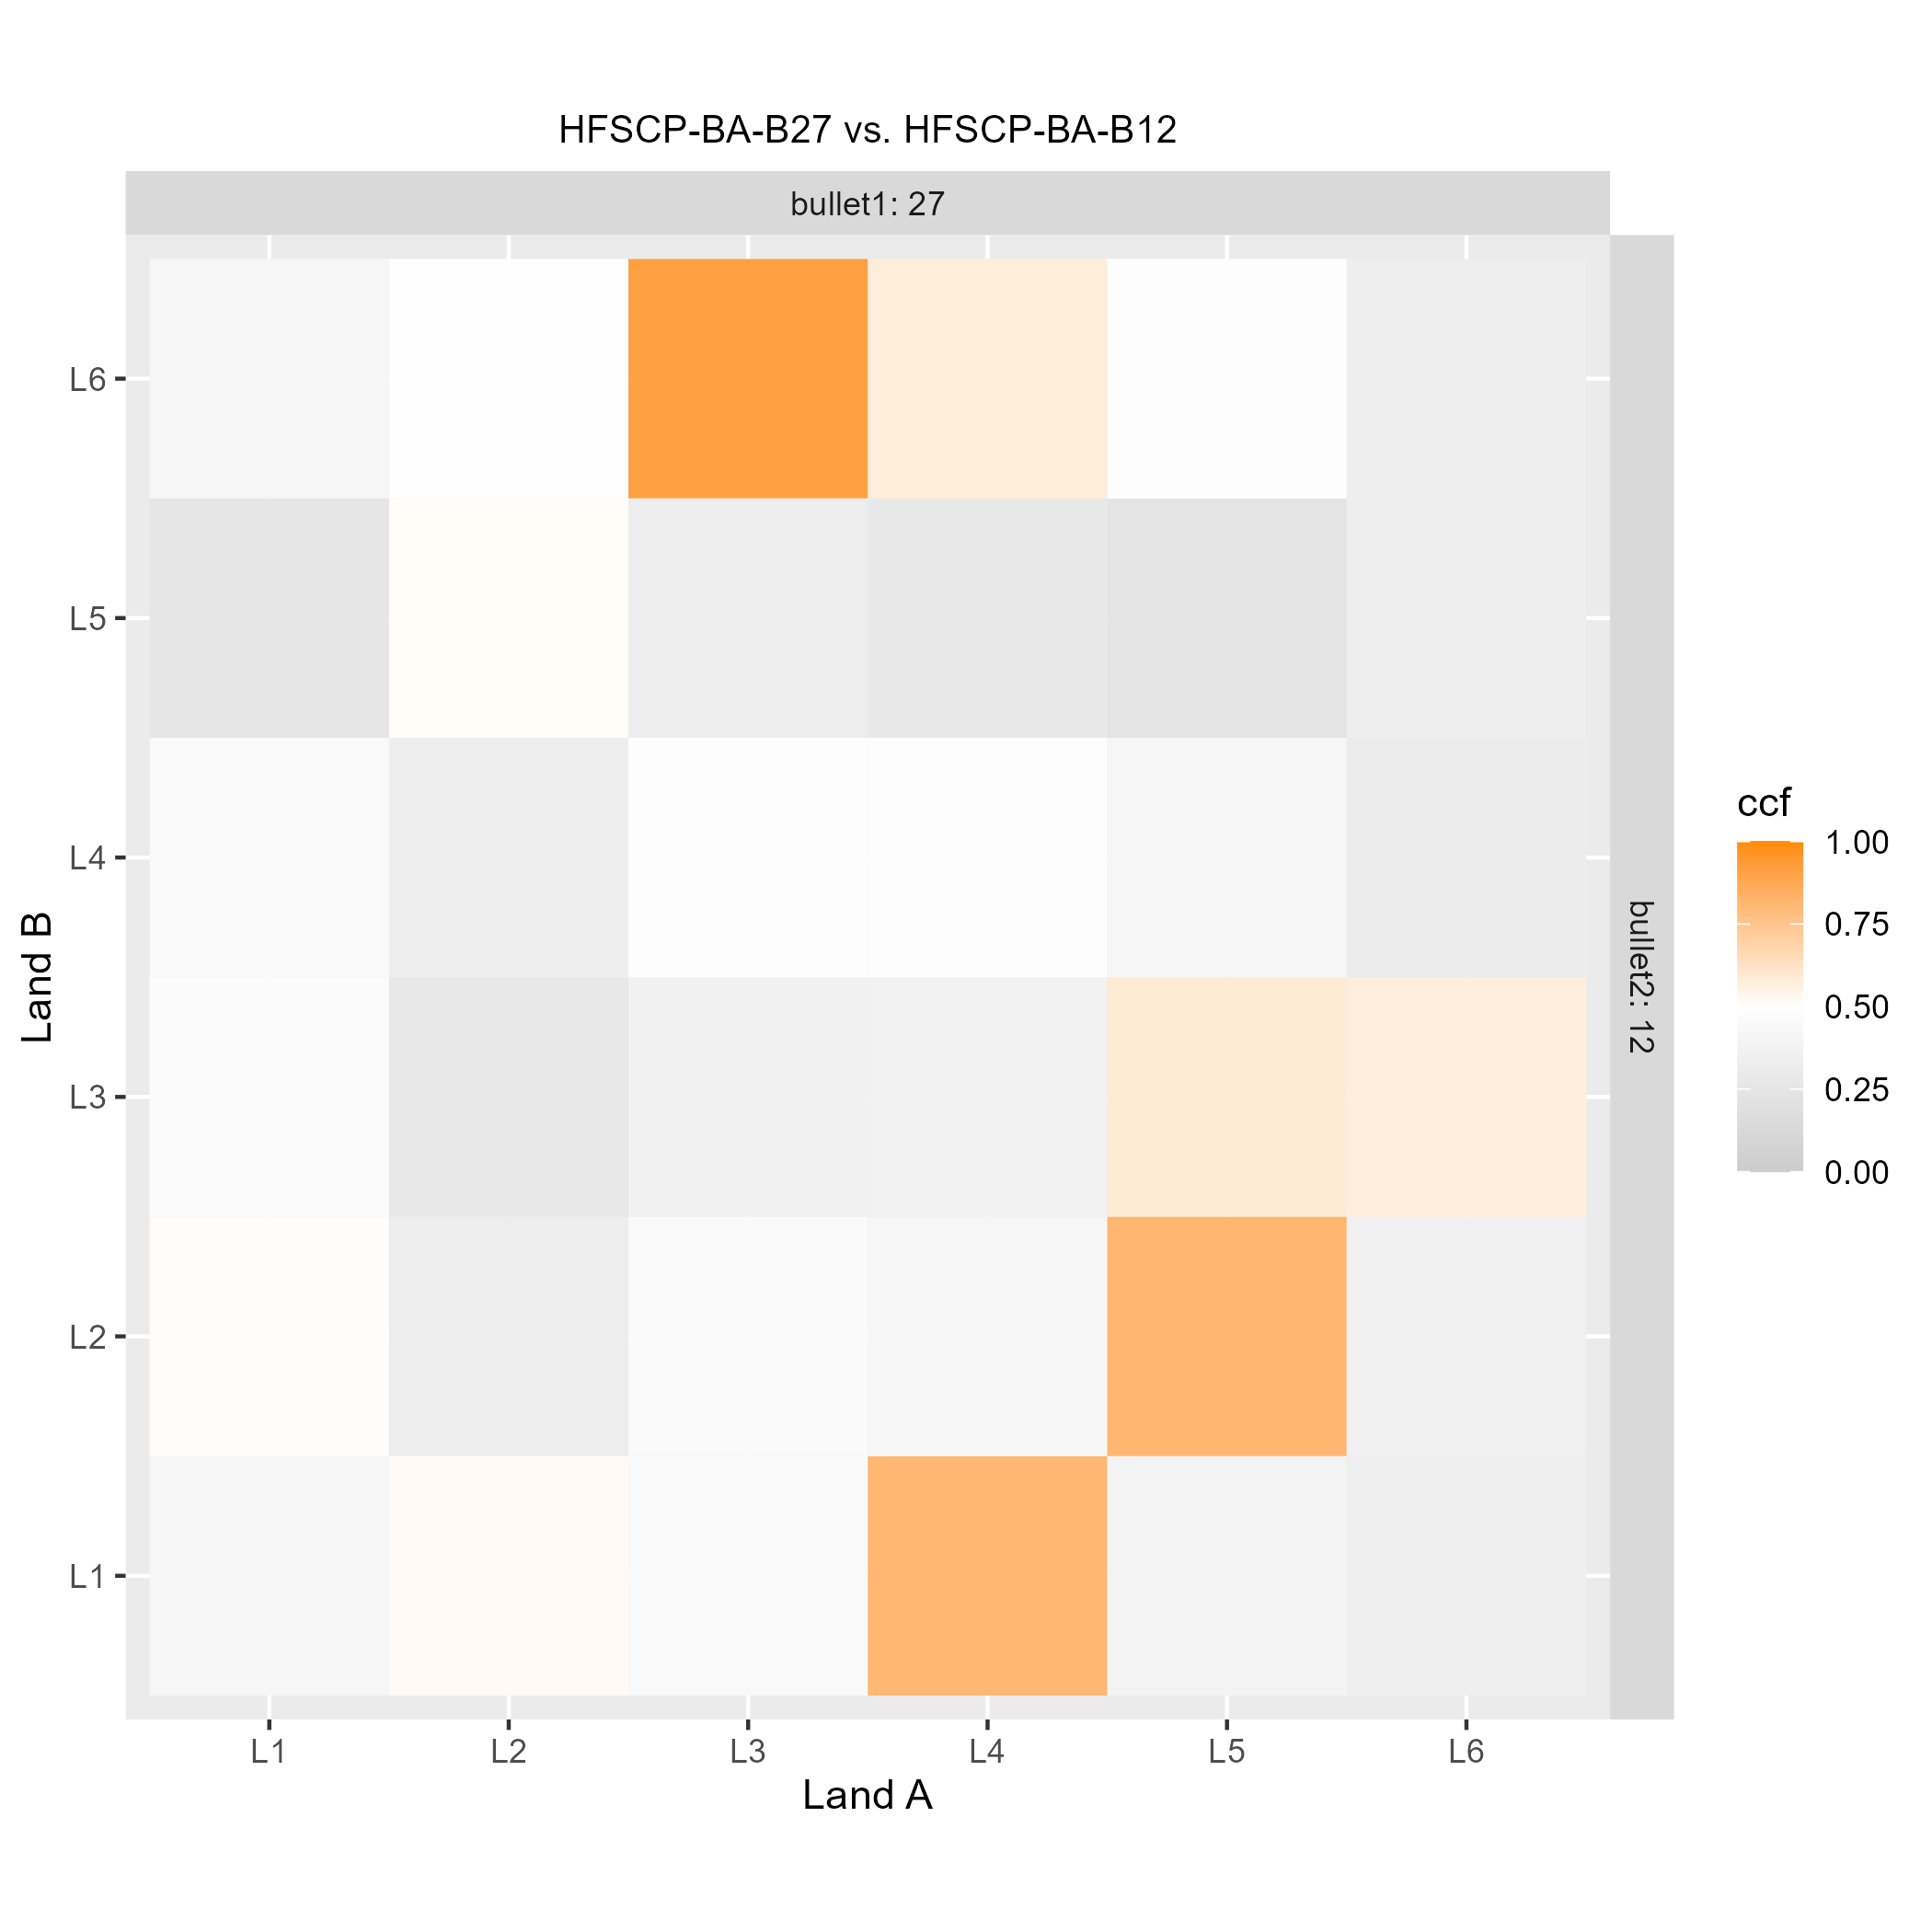 HFSCP-BA-B27 vs. HFSCP-BA-B12
bullet1: 27
L6
L5
L4
L3
L2
L1
Land B
bullet2: 12
L1 L2 L3 L4 L5 L6
Land A
ccf
1.00
0.75
0.50
0.25
0.00